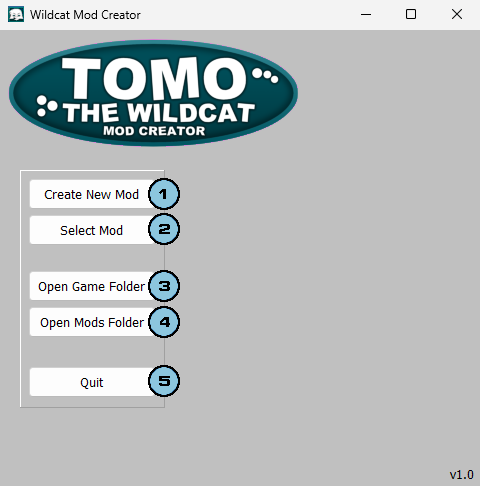 Wildcat Mod Creator
TOMO
THE WILDCAT
MOD CREATOR
Create New Mod 1
Select Mod 2
Open Game Folder 3
Open Mods Folder 4
Quit 5
v1.0